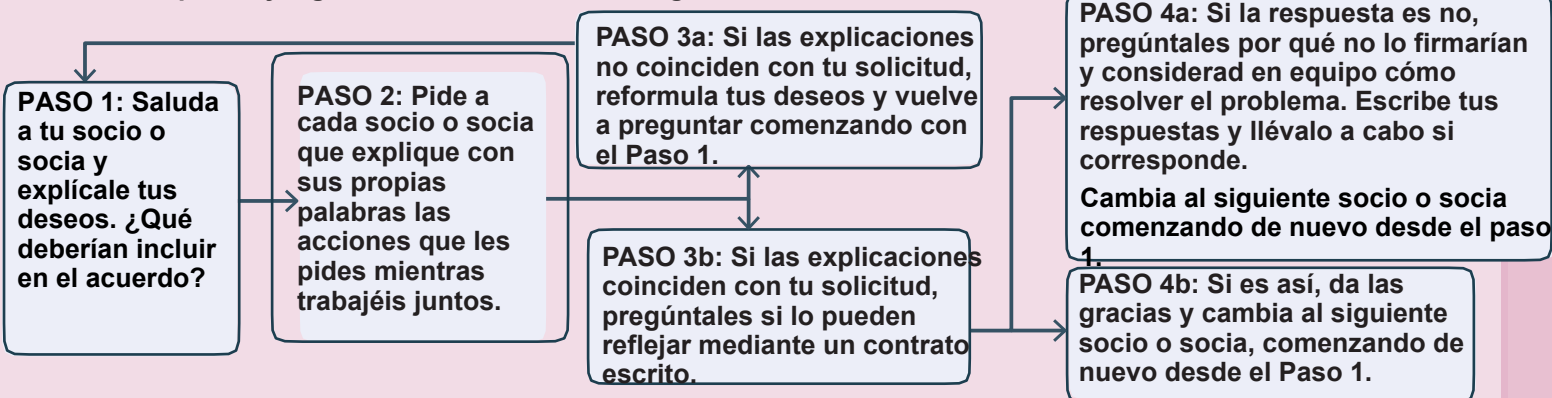 PASO 1: Saluda
a tu socio o
socia y
explícale tus
deseos. ¿Qué
deberían incluir
en el acuerdo?
PASO 2: Pide a
cada socio o socia
que explique con
sus propias
palabras las
acciones que les
pides mientras
trabajéis juntos.
PASO 3a: Si las explicaciones
no coinciden con tu solicitud,
reformula tus deseos y vuelve
a preguntar comenzando con
el Paso 1.
PASO 3b: Si las explicaciones
coinciden con tu solicitud,
pregúntales si lo pueden
reflejar mediante un contrato
escrito.
PASO 4a: Si la respuesta es no,
pregúntales por qué no lo firmarían
y considerad en equipo cómo
resolver el problema. Escribe tus
respuestas y llévalo a cabo si
corresponde.
Cambia al siguiente socio o socia
comenzando de nuevo desde el paso
1.
PASO 4b: Si es así, da las
gracias y cambia al siguiente
socio o socia, comenzando de
nuevo desde el Paso 1.